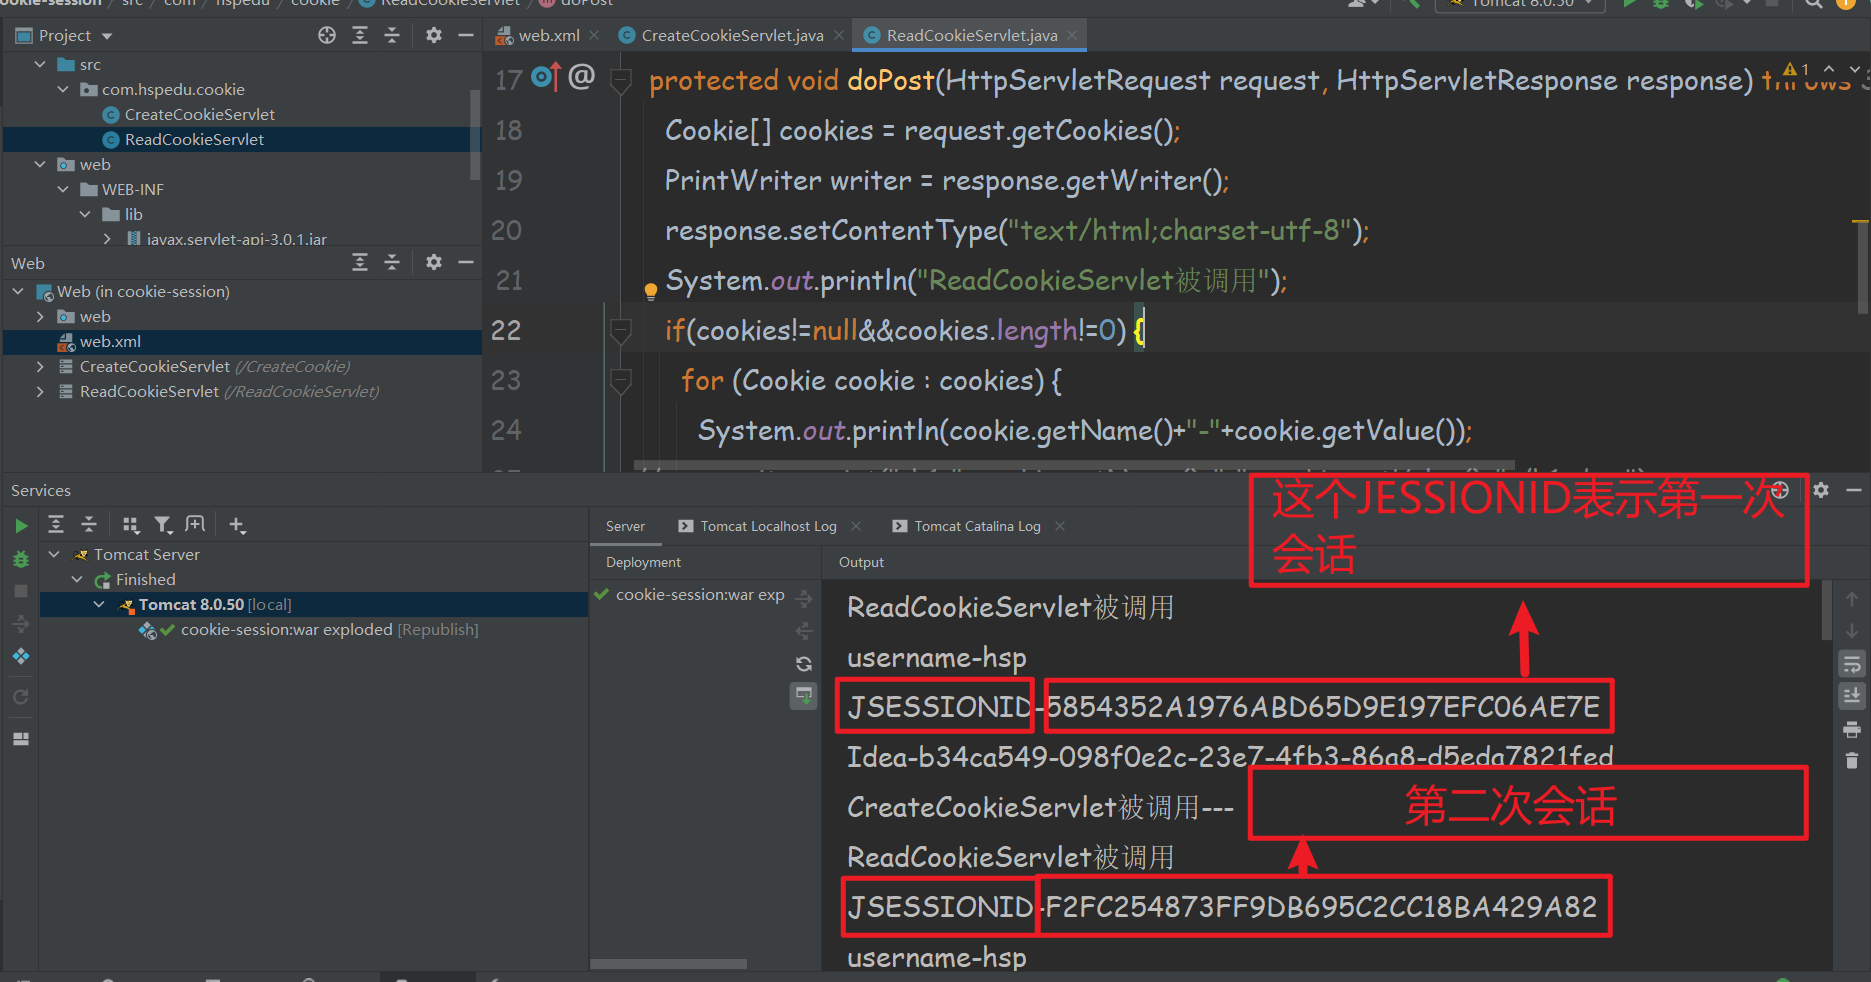 ookie-session / src / com / hspedu / cookie / ReadCookieServlet / doPost
Tomcat 8.0.50
Project
web.xml
CreateCookieServlet.java
ReadCookieServlet.java
src
com.hspedu.cookie
CreateCookieServlet
ReadCookieServlet
web
WEB-INF
lib
javax.servlet-api-3.0.1.jar
Web
Web (in cookie-session)
web
web.xml
CreateCookieServlet (/CreateCookie)
ReadCookieServlet (/ReadCookieServlet)
1
17 @ protected void doPost(HttpServletRequest request, HttpServletResponse response) throws
18 Cookie[] cookies = request.getCookies();
19 PrintWriter writer = response.getWriter();
20 response.setContentType("text/html;charset-utf-8");
21 System.out.println("ReadCookieServlet被调用");
22 if(cookies!=null&&cookies.length!=0) {
23 for (Cookie cookie : cookies) {
24 System.out.println(cookie.getName()+"-"+cookie.getValue());
Services
Tomcat Server
Finished
Tomcat 8.0.50 [local]
cookie-session:war exploded [Republish]
Server
Tomcat Localhost Log
Tomcat Catalina Log
Deployment
Output
cookie-session:war exp
这个JESSIONID表示第一次
会话
ReadCookieServlet被调用
username-hsp
JSESSIONID-5854352A1976ABD65D9E197EFC06AE7E
Idea-b34ca549-098f0e2c-23e7-4fb3-86a8-d5eda7821fed
CreateCookieServlet被调用---
第二次会话
ReadCookieServlet被调用
JSESSIONID-F2FC254873FF9DB695C2CC18BA429A82
username-hsp